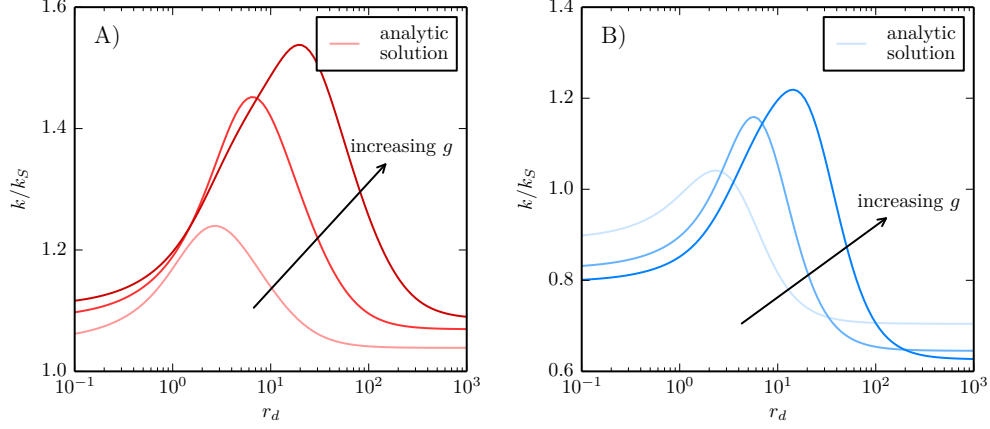 A)
analytic
solution
increasing g
k/k_S
1.6
1.4
1.2
1.0
10^{-1}
10^0
10^1
10^2
10^3
r_d
B)
analytic
solution
increasing g
k/k_S
1.4
1.2
1.0
0.8
0.6
10^{-1}
10^0
10^1
10^2
10^3
r_d